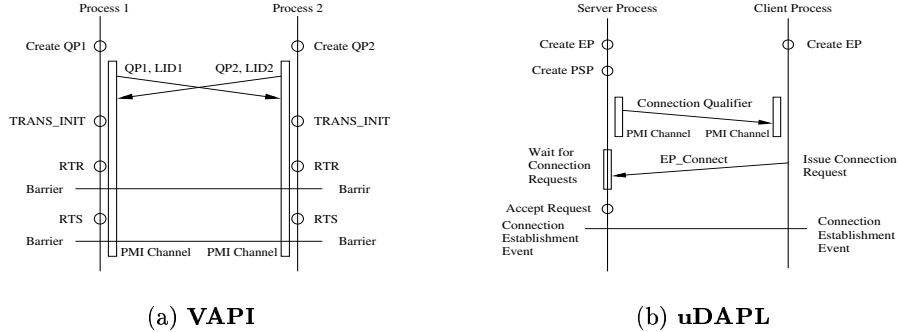 Process 1
Process 2
Create QP1
Create QP2
QP1, LID1
QP2, LID2
TRANS_INIT
TRANS_INIT
RTR
RTR
Barrier
Barrir
RTS
RTS
Barrier
Barrier
PMI Channel
PMI Channel
(a) VAPI
Server Process
Client Process
Create EP
Create EP
Create PSP
Connection Qualifier
PMI Channel
PMI Channel
Wait for
Connection
Requests
EP_Connect
Issue Connection
Request
Accept Request
Connection
Establishment
Event
Connection
Establishment
Event
(b) uDAPL